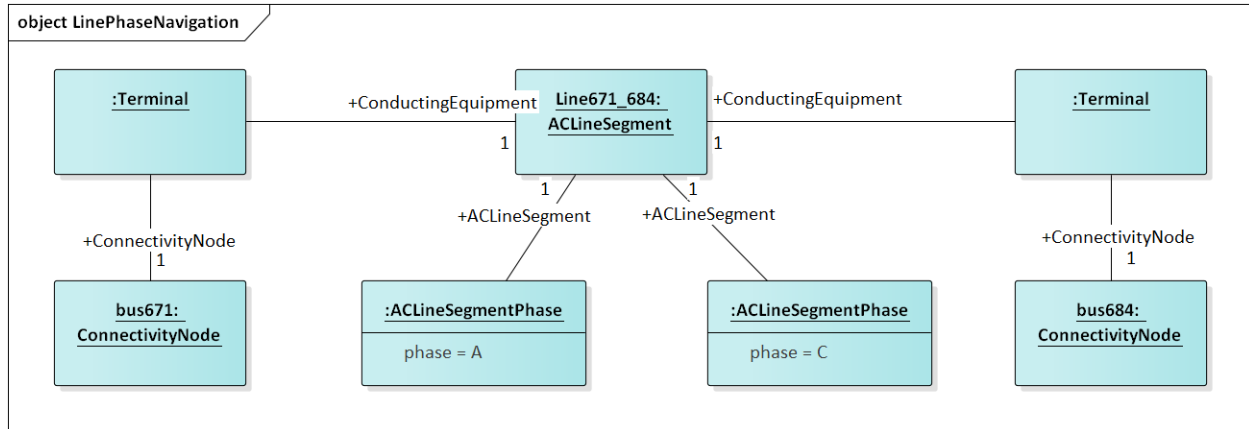 object LinePhaseNavigation
:Terminal
+ConductingEquipment
1
Line671_684:
ACLineSegment
+ConductingEquipment
1
:Terminal
1
+ACLineSegment
1
+ACLineSegment
+ConnectivityNode
1
+ConnectivityNode
1
bus671:
ConnectivityNode
:ACLineSegmentPhase
phase = A
:ACLineSegmentPhase
phase = C
bus684:
ConnectivityNode